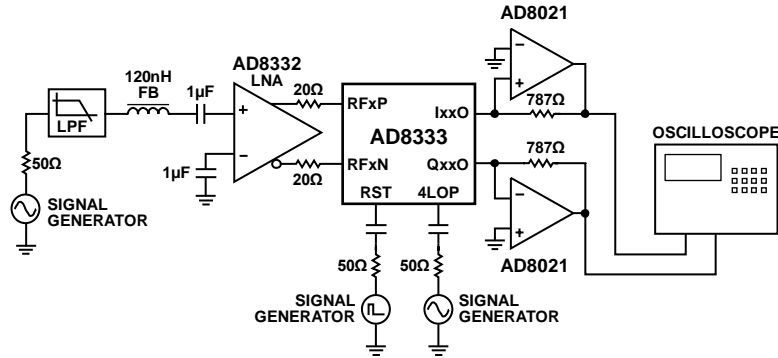 AD8021
AD8332
LNA
120nH
FB
1µF
20Ω
LPF
50Ω
SIGNAL
GENERATOR
1µF
+
–
20Ω
RFxP
IxxO
AD8333
RFxN
QxxO
RST
4LOP
–
+
787Ω
787Ω
–
+
AD8021
OSCILLOSCOPE
50Ω
50Ω
SIGNAL
GENERATOR
SIGNAL
GENERATOR